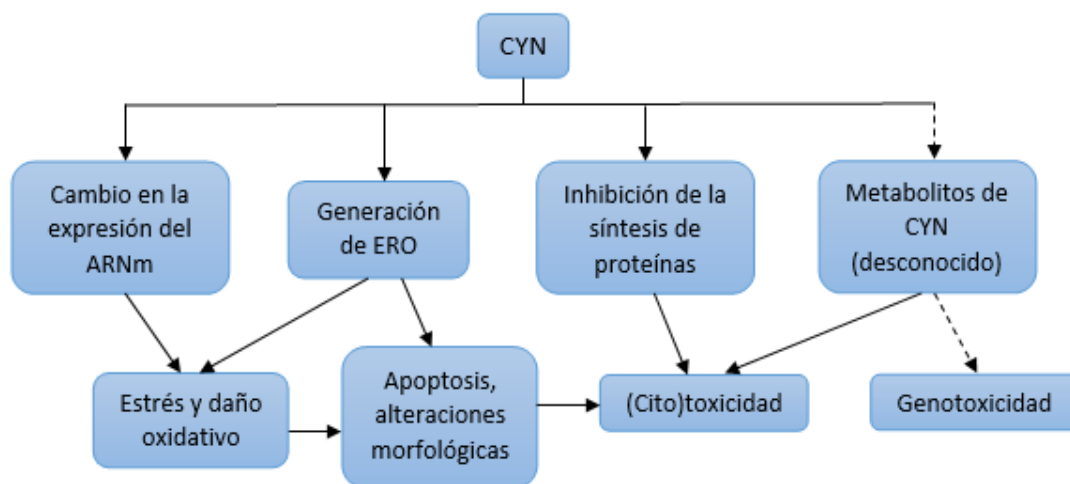 CYN
Cambio en la
expresión del
ARNm
Generación
de ERO
Inhibición de la
síntesis de
proteínas
Metabolitos de
CYN
(desconocido)
Estrés y daño
oxidativo
Apoptosis,
alteraciones
morfológicas
(Cito)toxicidad
Genotoxicidad